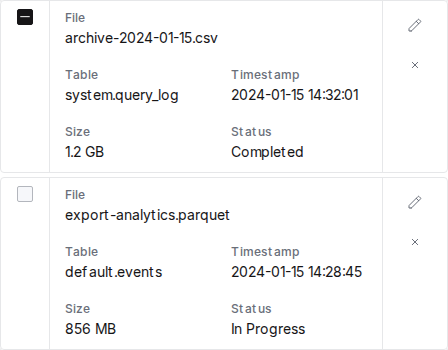 File
archive-2024-01-15.csv
Table Timestamp
system.query_log 2024-01-15 14:32:01
Size Status
1.2 GB Completed
File
export-analytics.parquet
Table Timestamp
default.events 2024-01-15 14:28:45
Size Status
856 MB In Progress